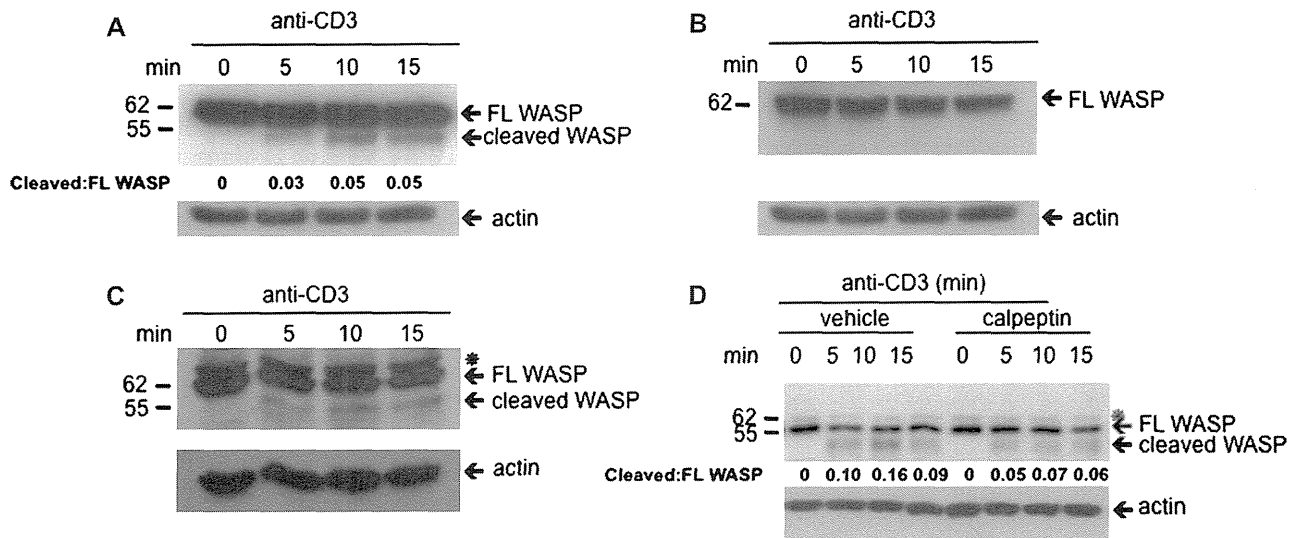 A
anti-CD3
min 0 5 10 15
62
55
FL WASP
cleaved WASP
Cleaved:FL WASP 0 0.03 0.05 0.05
actin
B
anti-CD3
min 0 5 10 15
62
FL WASP
actin
C
anti-CD3
min 0 5 10 15
*
62
55
FL WASP
cleaved WASP
actin
D
anti-CD3 (min)
vehicle calpeptin
min 0 5 10 15 0 5 10 15
*
62
55
FL WASP
cleaved WASP
Cleaved:FL WASP 0 0.10 0.16 0.09 0 0.05 0.07 0.06
actin